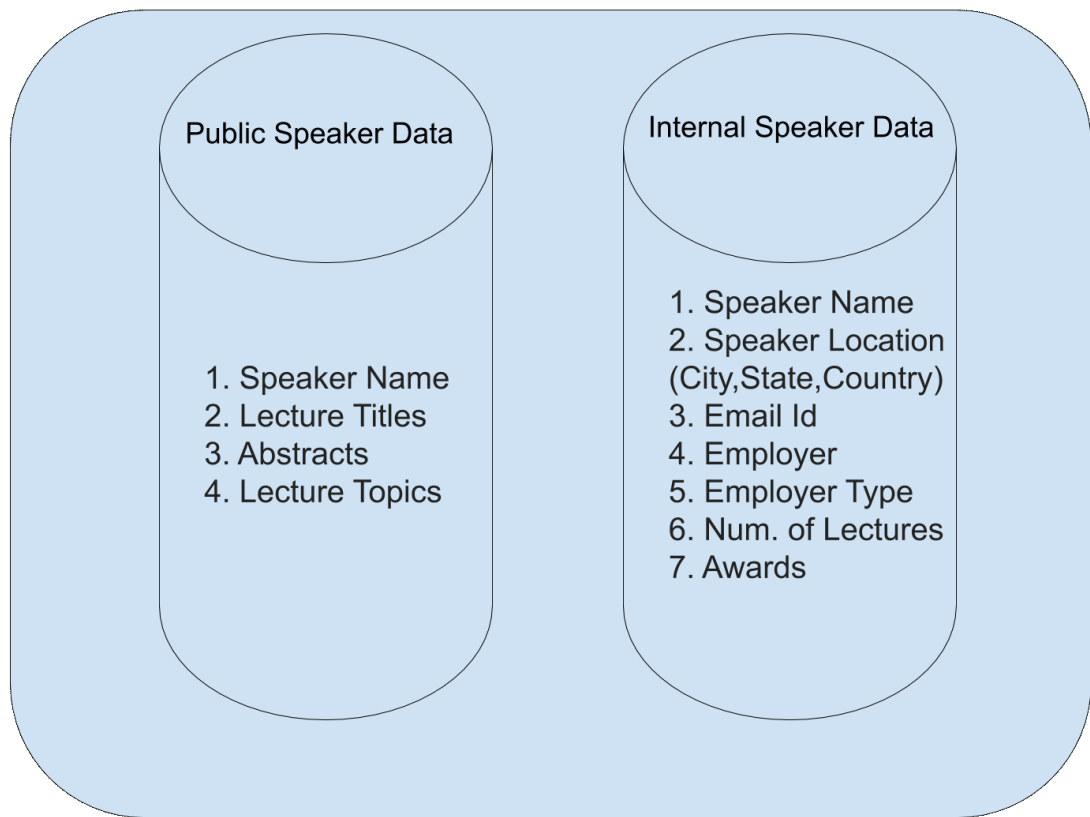 Public Speaker Data
1. Speaker Name
2. Lecture Titles
3. Abstracts
4. Lecture Topics
Internal Speaker Data
1. Speaker Name
2. Speaker Location
(City,State,Country)
3. Email Id
4. Employer
5. Employer Type
6. Num. of Lectures
7. Awards